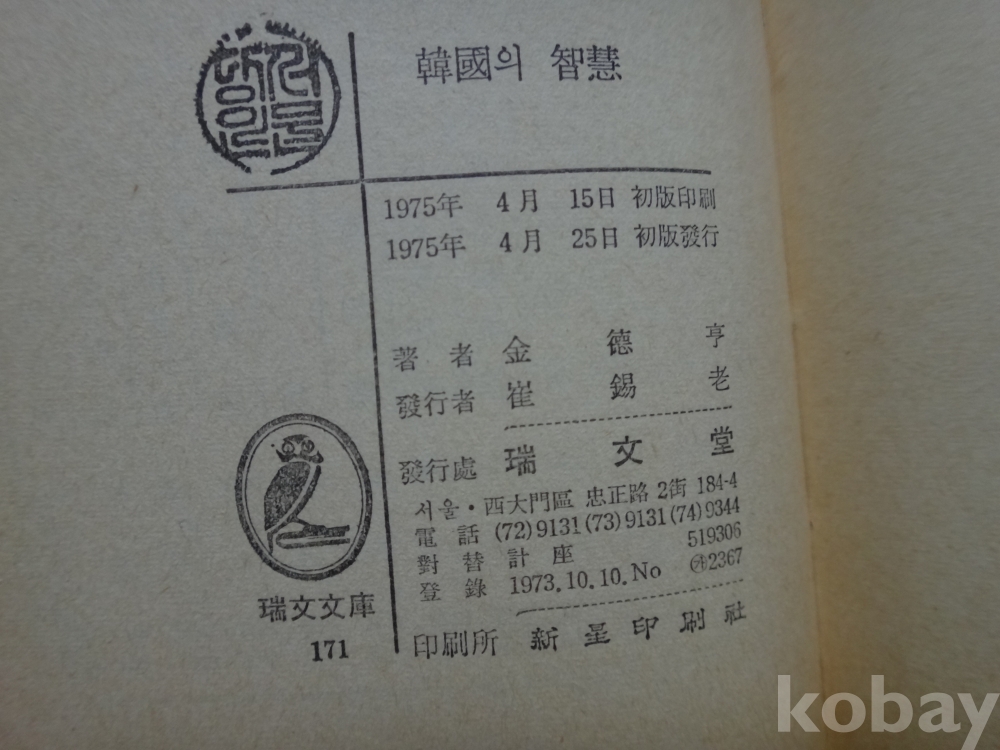 韓國의 智慧
1975年 4月 15日 初版印刷
1975年 4月 25日 初版發行
著者 金德亨
發行者 崔錫老
發行處 瑞文堂
서울·西大門區 忠正路 2街 184-4
電話 (72)9131(73)9131(74)9344
對替計座 519306
登錄 1973.10.10.No ㉮2367
印刷所 新星印刷社
瑞文文庫
171
kobay